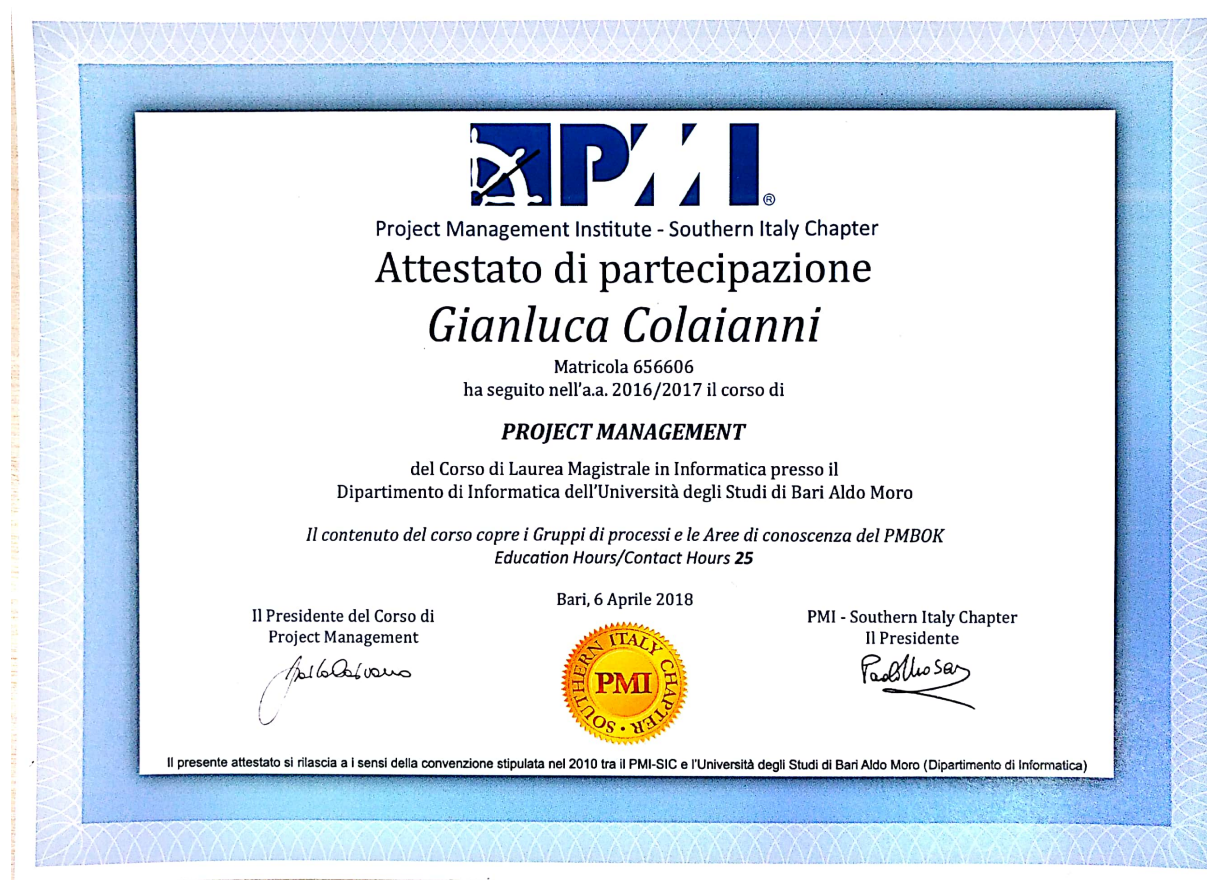 PMI®
Project Management Institute - Southern Italy Chapter
Attestato di partecipazione
Gianluca Colaianni
Matricola 656606
ha seguito nell'a.a. 2016/2017 il corso di
PROJECT MANAGEMENT
del Corso di Laurea Magistrale in Informatica presso il
Dipartimento di Informatica dell'Università degli Studi di Bari Aldo Moro
Il contenuto del corso copre i Gruppi di processi e le Aree di conoscenza del PMBOK
Education Hours/Contact Hours 25
Bari, 6 Aprile 2018
Il Presidente del Corso di
Project Management
PMI - Southern Italy Chapter
Il Presidente
SOUTHERN ITALY CHAPTER
PMI
Il presente attestato si rilascia a i sensi della convenzione stipulata nel 2010 tra il PMI-SIC e l'Università degli Studi di Bari Aldo Moro (Dipartimento di Informatica)